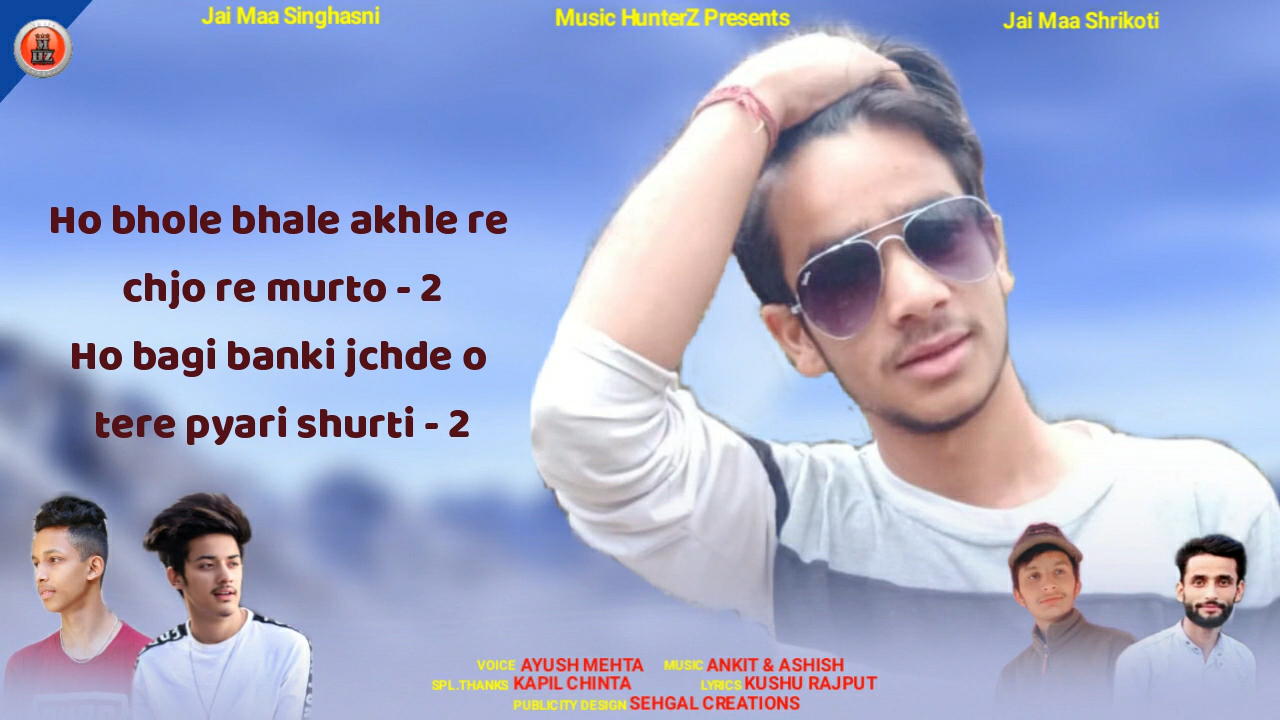 Jai Maa Singhasni
Music HunterZ Presents
Jai Maa Shrikoti
M
HZ
Ho bhole bhale akhle re
chjo re murto - 2
Ho bagi banki jchde o
tere pyari shurti - 2
VOICE AYUSH MEHTA MUSIC ANKIT & ASHISH
SPL.THANKS KAPIL CHINTA LYRICS KUSHU RAJPUT
PUBLICITY DESIGN SEHGAL CREATIONS